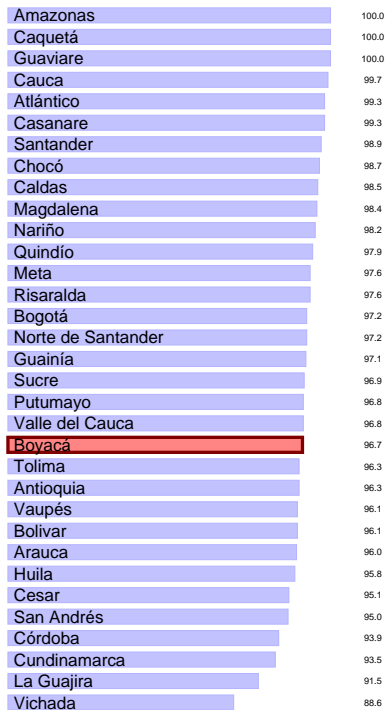 Amazonas 100.0
Caquetá 100.0
Guaviare 100.0
Cauca 99.7
Atlántico 99.3
Casanare 99.3
Santander 98.9
Chocó 98.7
Caldas 98.5
Magdalena 98.4
Nariño 98.2
Quindío 97.9
Meta 97.6
Risaralda 97.6
Bogotá 97.2
Norte de Santander 97.2
Guainía 97.1
Sucre 96.9
Putumayo 96.8
Valle del Cauca 96.8
Boyacá 96.7
Tolima 96.3
Antioquia 96.3
Vaupés 96.1
Bolivar 96.1
Arauca 96.0
Huila 95.8
Cesar 95.1
San Andrés 95.0
Córdoba 93.9
Cundinamarca 93.5
La Guajira 91.5
Vichada 88.6